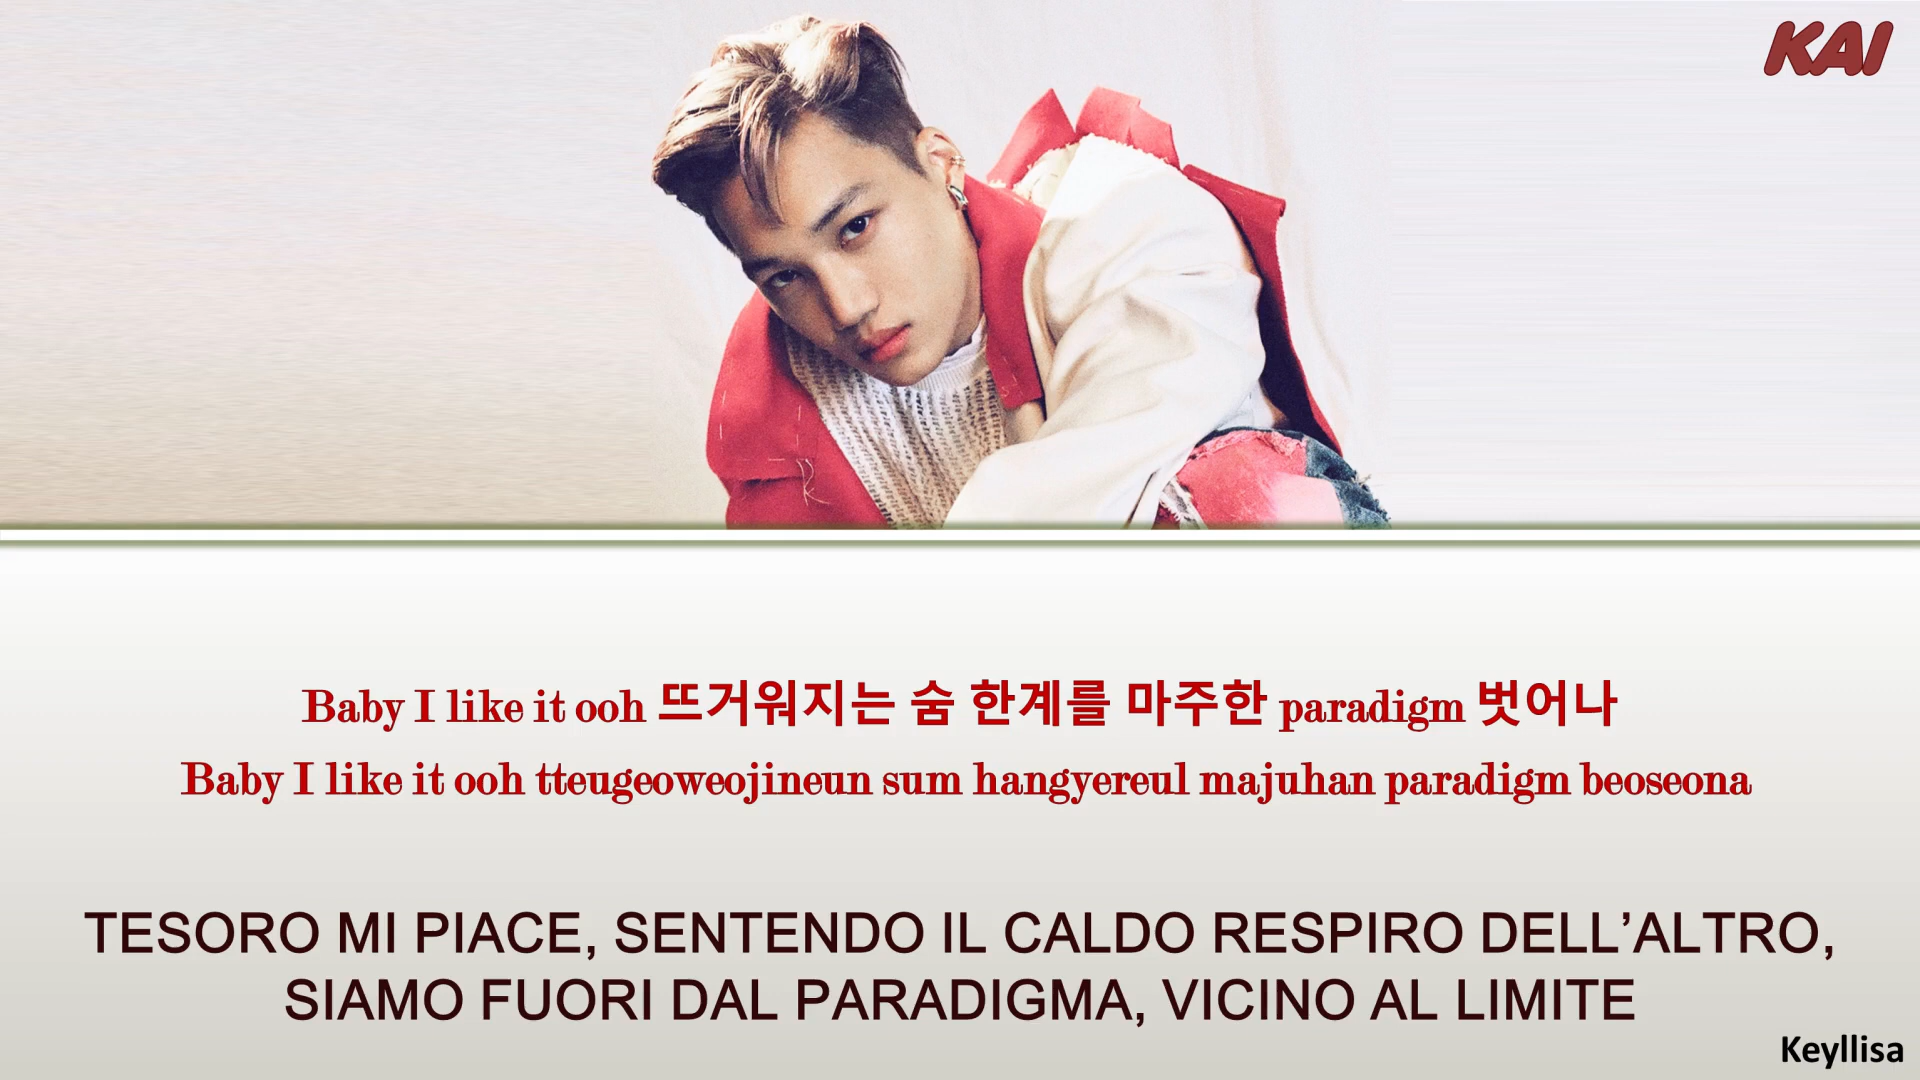 KAI
Baby I like it ooh 뜨거워지는 숨 한계를 마주한 paradigm 벗어나
Baby I like it ooh tteugeoweojineun sum hangyereul majuhan paradigm beoseona
TESORO MI PIACE, SENTENDO IL CALDO RESPIRO DELL’ALTRO,
SIAMO FUORI DAL PARADIGMA, VICINO AL LIMITE
Keyllisa